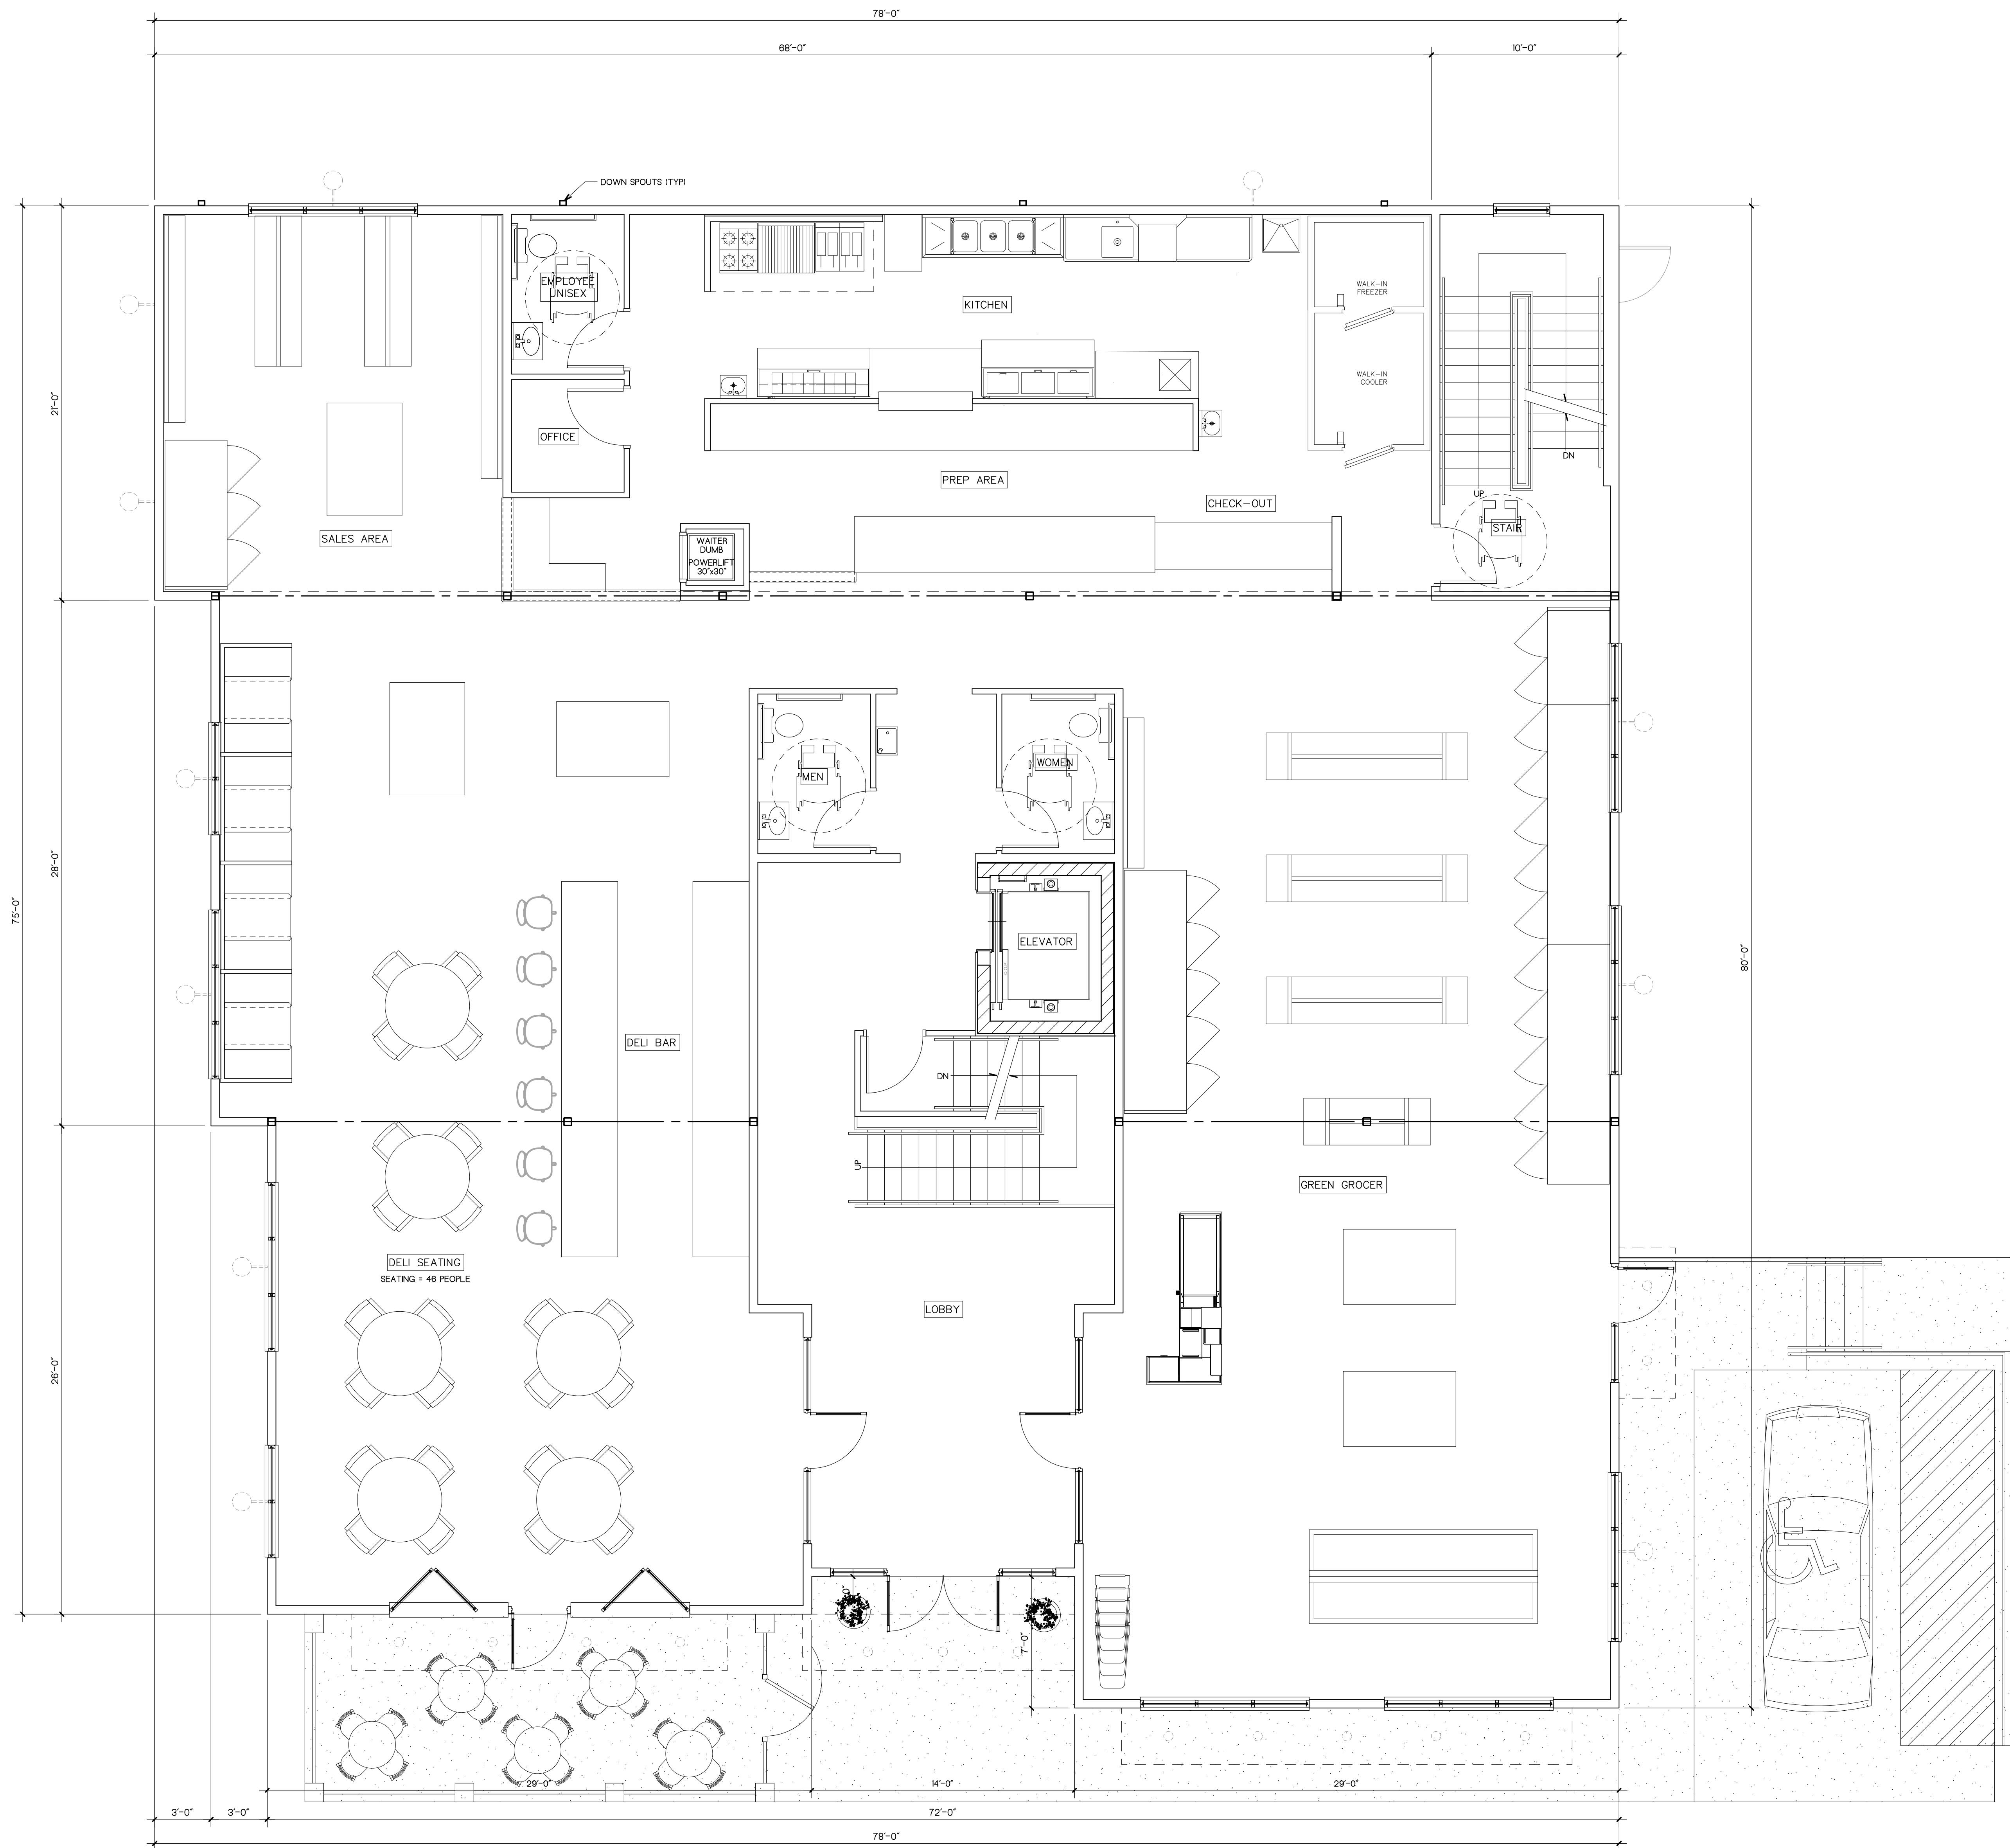 78'-0"
68'-0"
10'-0"
DOWN SPOUTS (TYP)
EMPLOYEE
UNISEX
KITCHEN
WALK-IN
FREEZER
WALK-IN
COOLER
21'-0"
OFFICE
DN
PREP AREA
UP
CHECK-OUT
STAIR
SALES AREA
WAITER
DUMB
POWERLIFT
30"x30"
MEN
WOMEN
28'-0"
75'-0"
ELEVATOR
80'-0"
DELI BAR
DN
UP
GREEN GROCER
DELI SEATING
SEATING = 46 PEOPLE
LOBBY
26'-0"
7'-0"
29'-0"
14'-0"
29'-0"
3'-0"
3'-0"
72'-0"
78'-0"